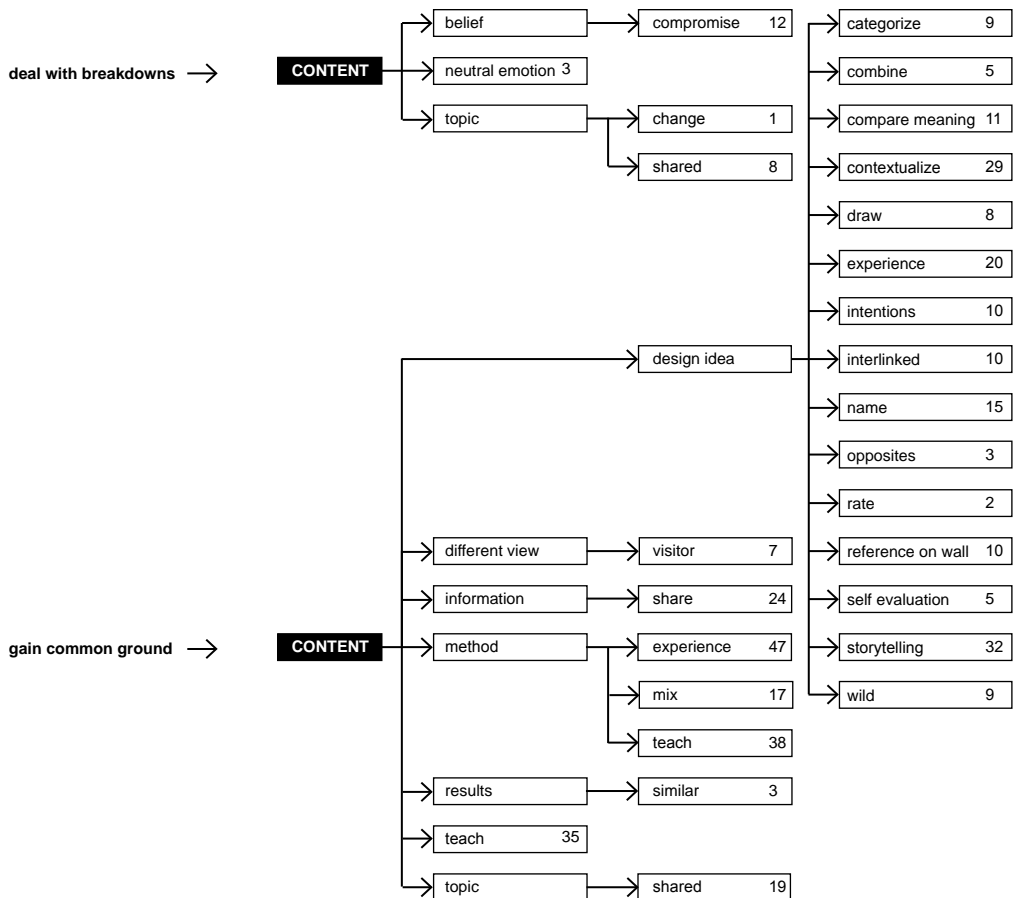 belief
compromise 12
categorize 9
deal with breakdowns
CONTENT
neutral emotion 3
combine 5
topic
change 1
compare meaning 11
shared 8
contextualize 29
draw 8
experience 20
intentions 10
design idea
interlinked 10
name 15
opposites 3
rate 2
different view
visitor 7
reference on wall 10
information
share 24
self evaluation 5
gain common ground
CONTENT
method
experience 47
storytelling 32
mix 17
wild 9
teach 38
results
similar 3
teach 35
topic
shared 19